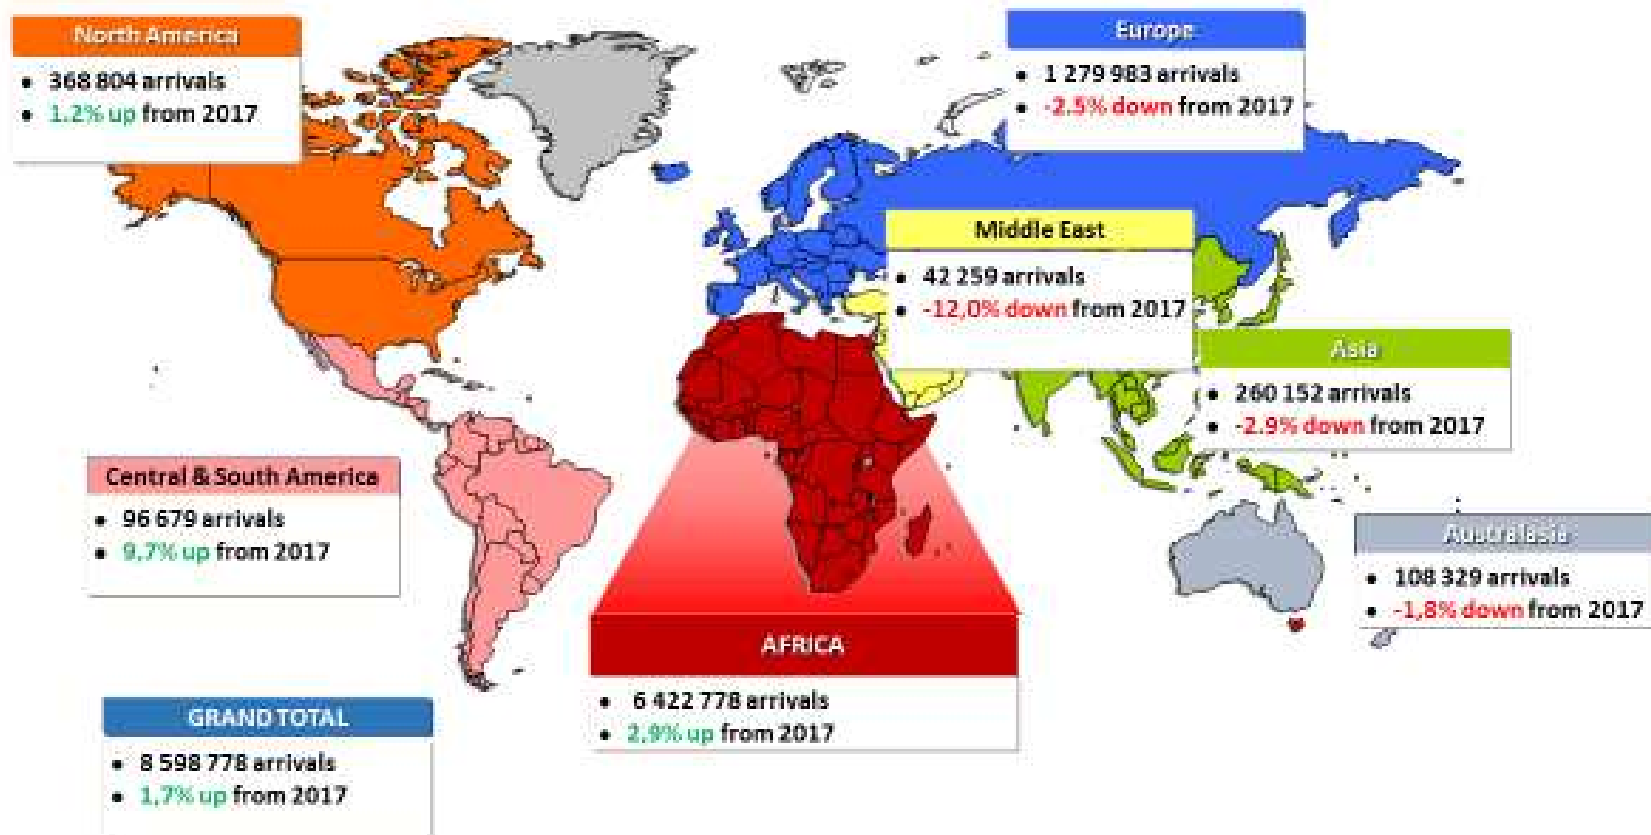 North America
• 368 804 arrivals
• 1.2% up from 2017
Europe
• 1 279 983 arrivals
• -2.5% down from 2017
Middle East
• 42 259 arrivals
• -12,0% down from 2017
Asia
• 260 152 arrivals
• -2.9% down from 2017
Central & South America
• 96 679 arrivals
• 9,7% up from 2017
Australasia
• 108 329 arrivals
• -1,8% down from 2017
AFRICA
• 6 422 778 arrivals
• 2,9% up from 2017
GRAND TOTAL
• 8 598 778 arrivals
• 1,7% up from 2017